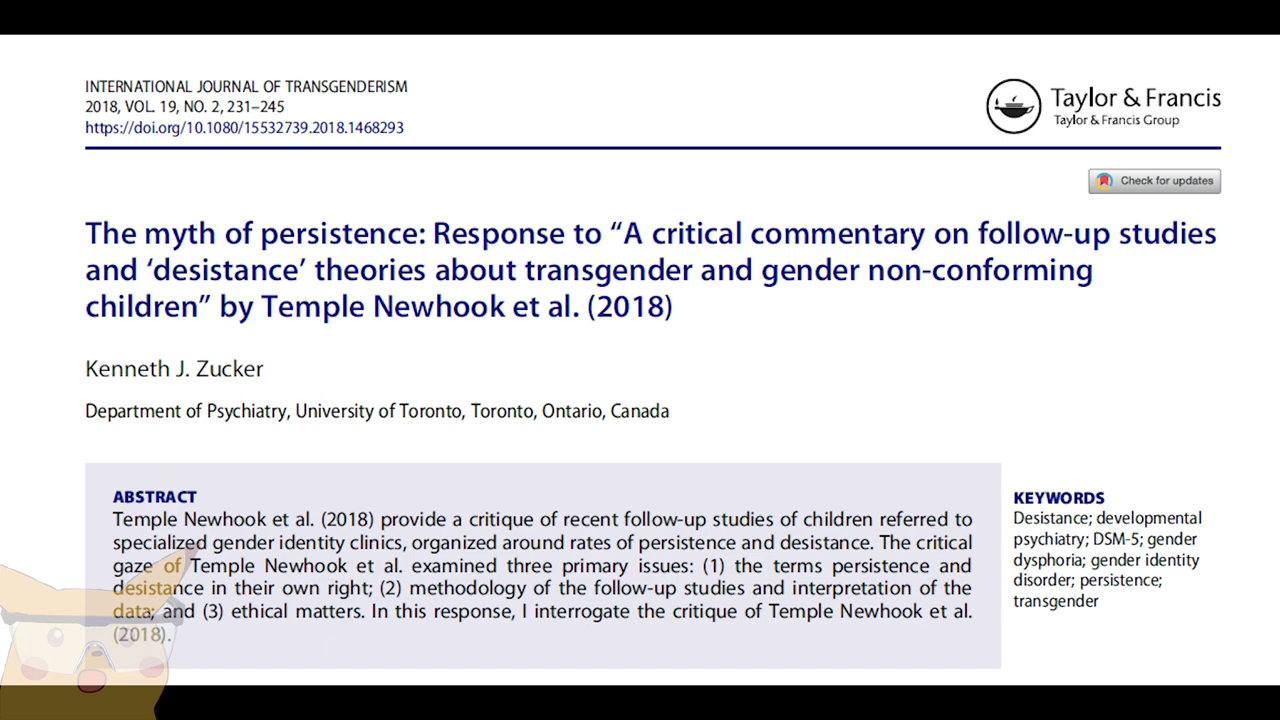 INTERNATIONAL JOURNAL OF TRANSGENDERISM
2018, VOL. 19, NO. 2, 231–245
https://doi.org/10.1080/15532739.2018.1468293
Taylor & Francis
Taylor & Francis Group
Check for updates
The myth of persistence: Response to “A critical commentary on follow-up studies
and ‘desistance’ theories about transgender and gender non-conforming
children” by Temple Newhook et al. (2018)
Kenneth J. Zucker
Department of Psychiatry, University of Toronto, Toronto, Ontario, Canada
ABSTRACT
Temple Newhook et al. (2018) provide a critique of recent follow-up studies of children referred to
specialized gender identity clinics, organized around rates of persistence and desistance. The critical
gaze of Temple Newhook et al. examined three primary issues: (1) the terms persistence and
desistance in their own right; (2) methodology of the follow-up studies and interpretation of the
data; and (3) ethical matters. In this response, I interrogate the critique of Temple Newhook et al.
(2018).
KEYWORDS
Desistance; developmental
psychiatry; DSM-5; gender
dysphoria; gender identity
disorder; persistence;
transgender